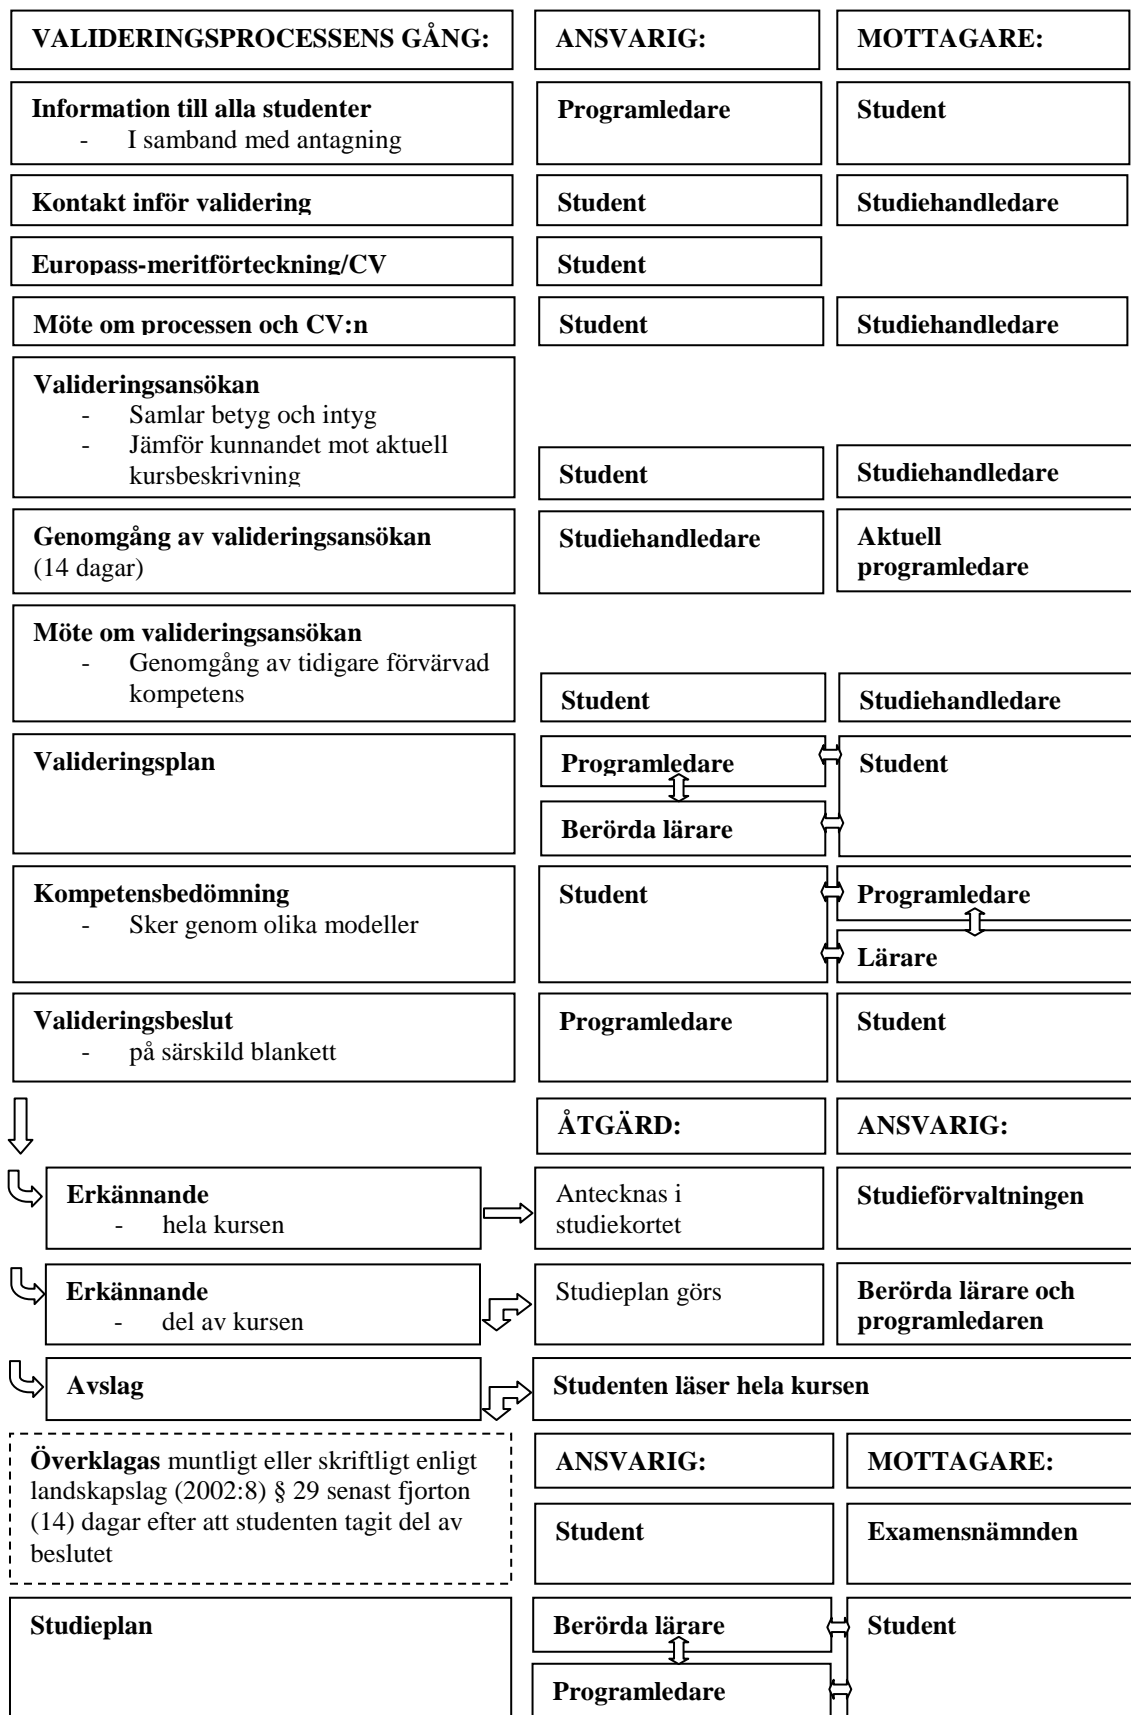 VALIDERINGSPROCESSENS GÅNG:
ANSVARIG:
MOTTAGARE:
Information till alla studenter
- I samband med antagning
Programledare
Student
Kontakt inför validering
Student
Studiehandledare
Europass-meritförteckning/CV
Student
Möte om processen och CV:n
Student
Studiehandledare
Valideringsansökan
- Samlar betyg och intyg
- Jämför kunnandet mot aktuell
kursbeskrivning
Student
Studiehandledare
Genomgång av valideringsansökan
(14 dagar)
Studiehandledare
Aktuell
programledare
Möte om valideringsansökan
- Genomgång av tidigare förvärvad
kompetens
Student
Studiehandledare
Valideringsplan
Programledare
Berörda lärare
Student
Kompetensbedömning
- Sker genom olika modeller
Student
Programledare
Lärare
Valideringsbeslut
- på särskild blankett
Programledare
Student
ÅTGÄRD:
ANSVARIG:
Erkännande
- hela kursen
Antecknas i
studiekortet
Studieförvaltningen
Erkännande
- del av kursen
Studieplan görs
Berörda lärare och
programledaren
Avslag
Studenten läser hela kursen
Överklagas muntligt eller skriftligt enligt
landskapslag (2002:8) § 29 senast fjorton
(14) dagar efter att studenten tagit del av
beslutet
ANSVARIG:
MOTTAGARE:
Student
Examensnämnden
Studieplan
Berörda lärare
Programledare
Student